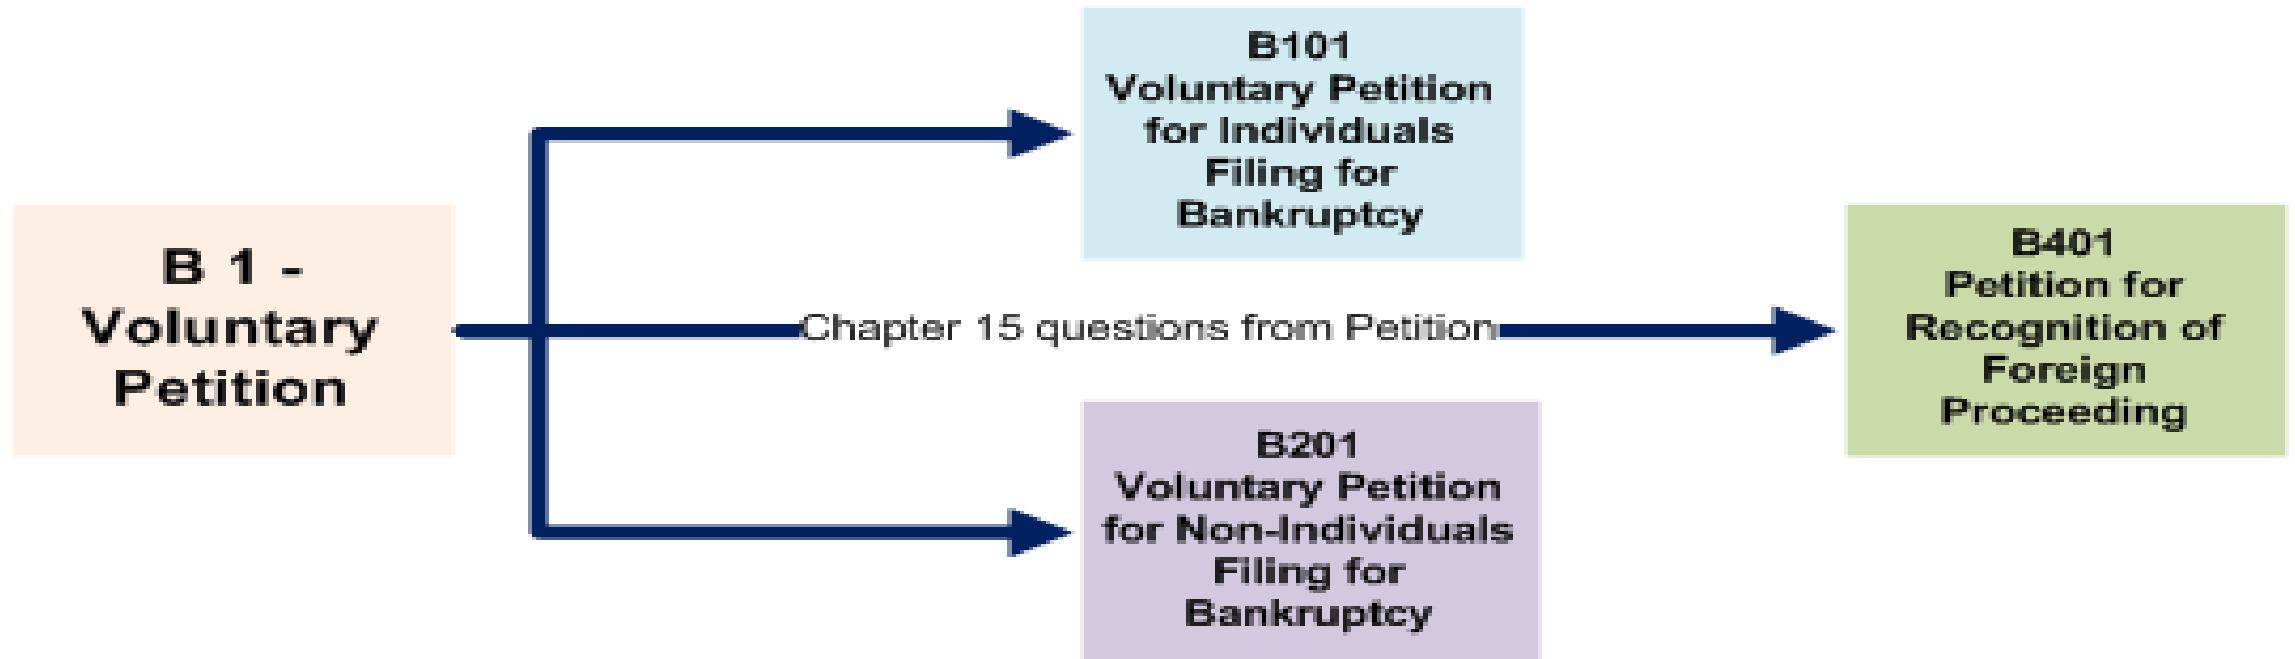 B 1 -
Voluntary
Petition
B101
Voluntary Petition
for Individuals
Filing for
Bankruptcy
Chapter 15 questions from Petition
B201
Voluntary Petition
for Non-Individuals
Filing for
Bankruptcy
B401
Petition for
Recognition of
Foreign
Proceeding